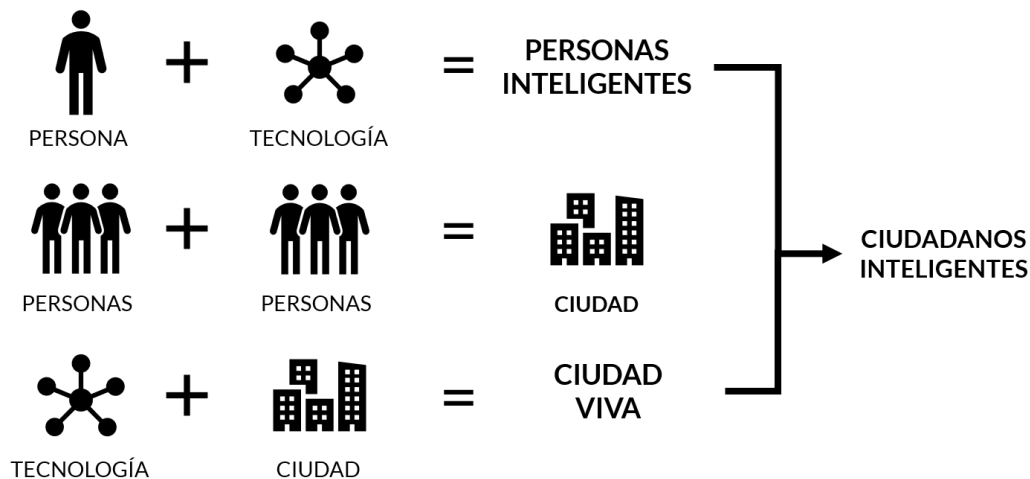 PERSONAS
INTELIGENTES
PERSONA
TECNOLOGÍA
PERSONAS
PERSONAS
CIUDAD
CIUDADANOS
INTELIGENTES
CIUDAD
VIVA
TECNOLOGÍA
CIUDAD